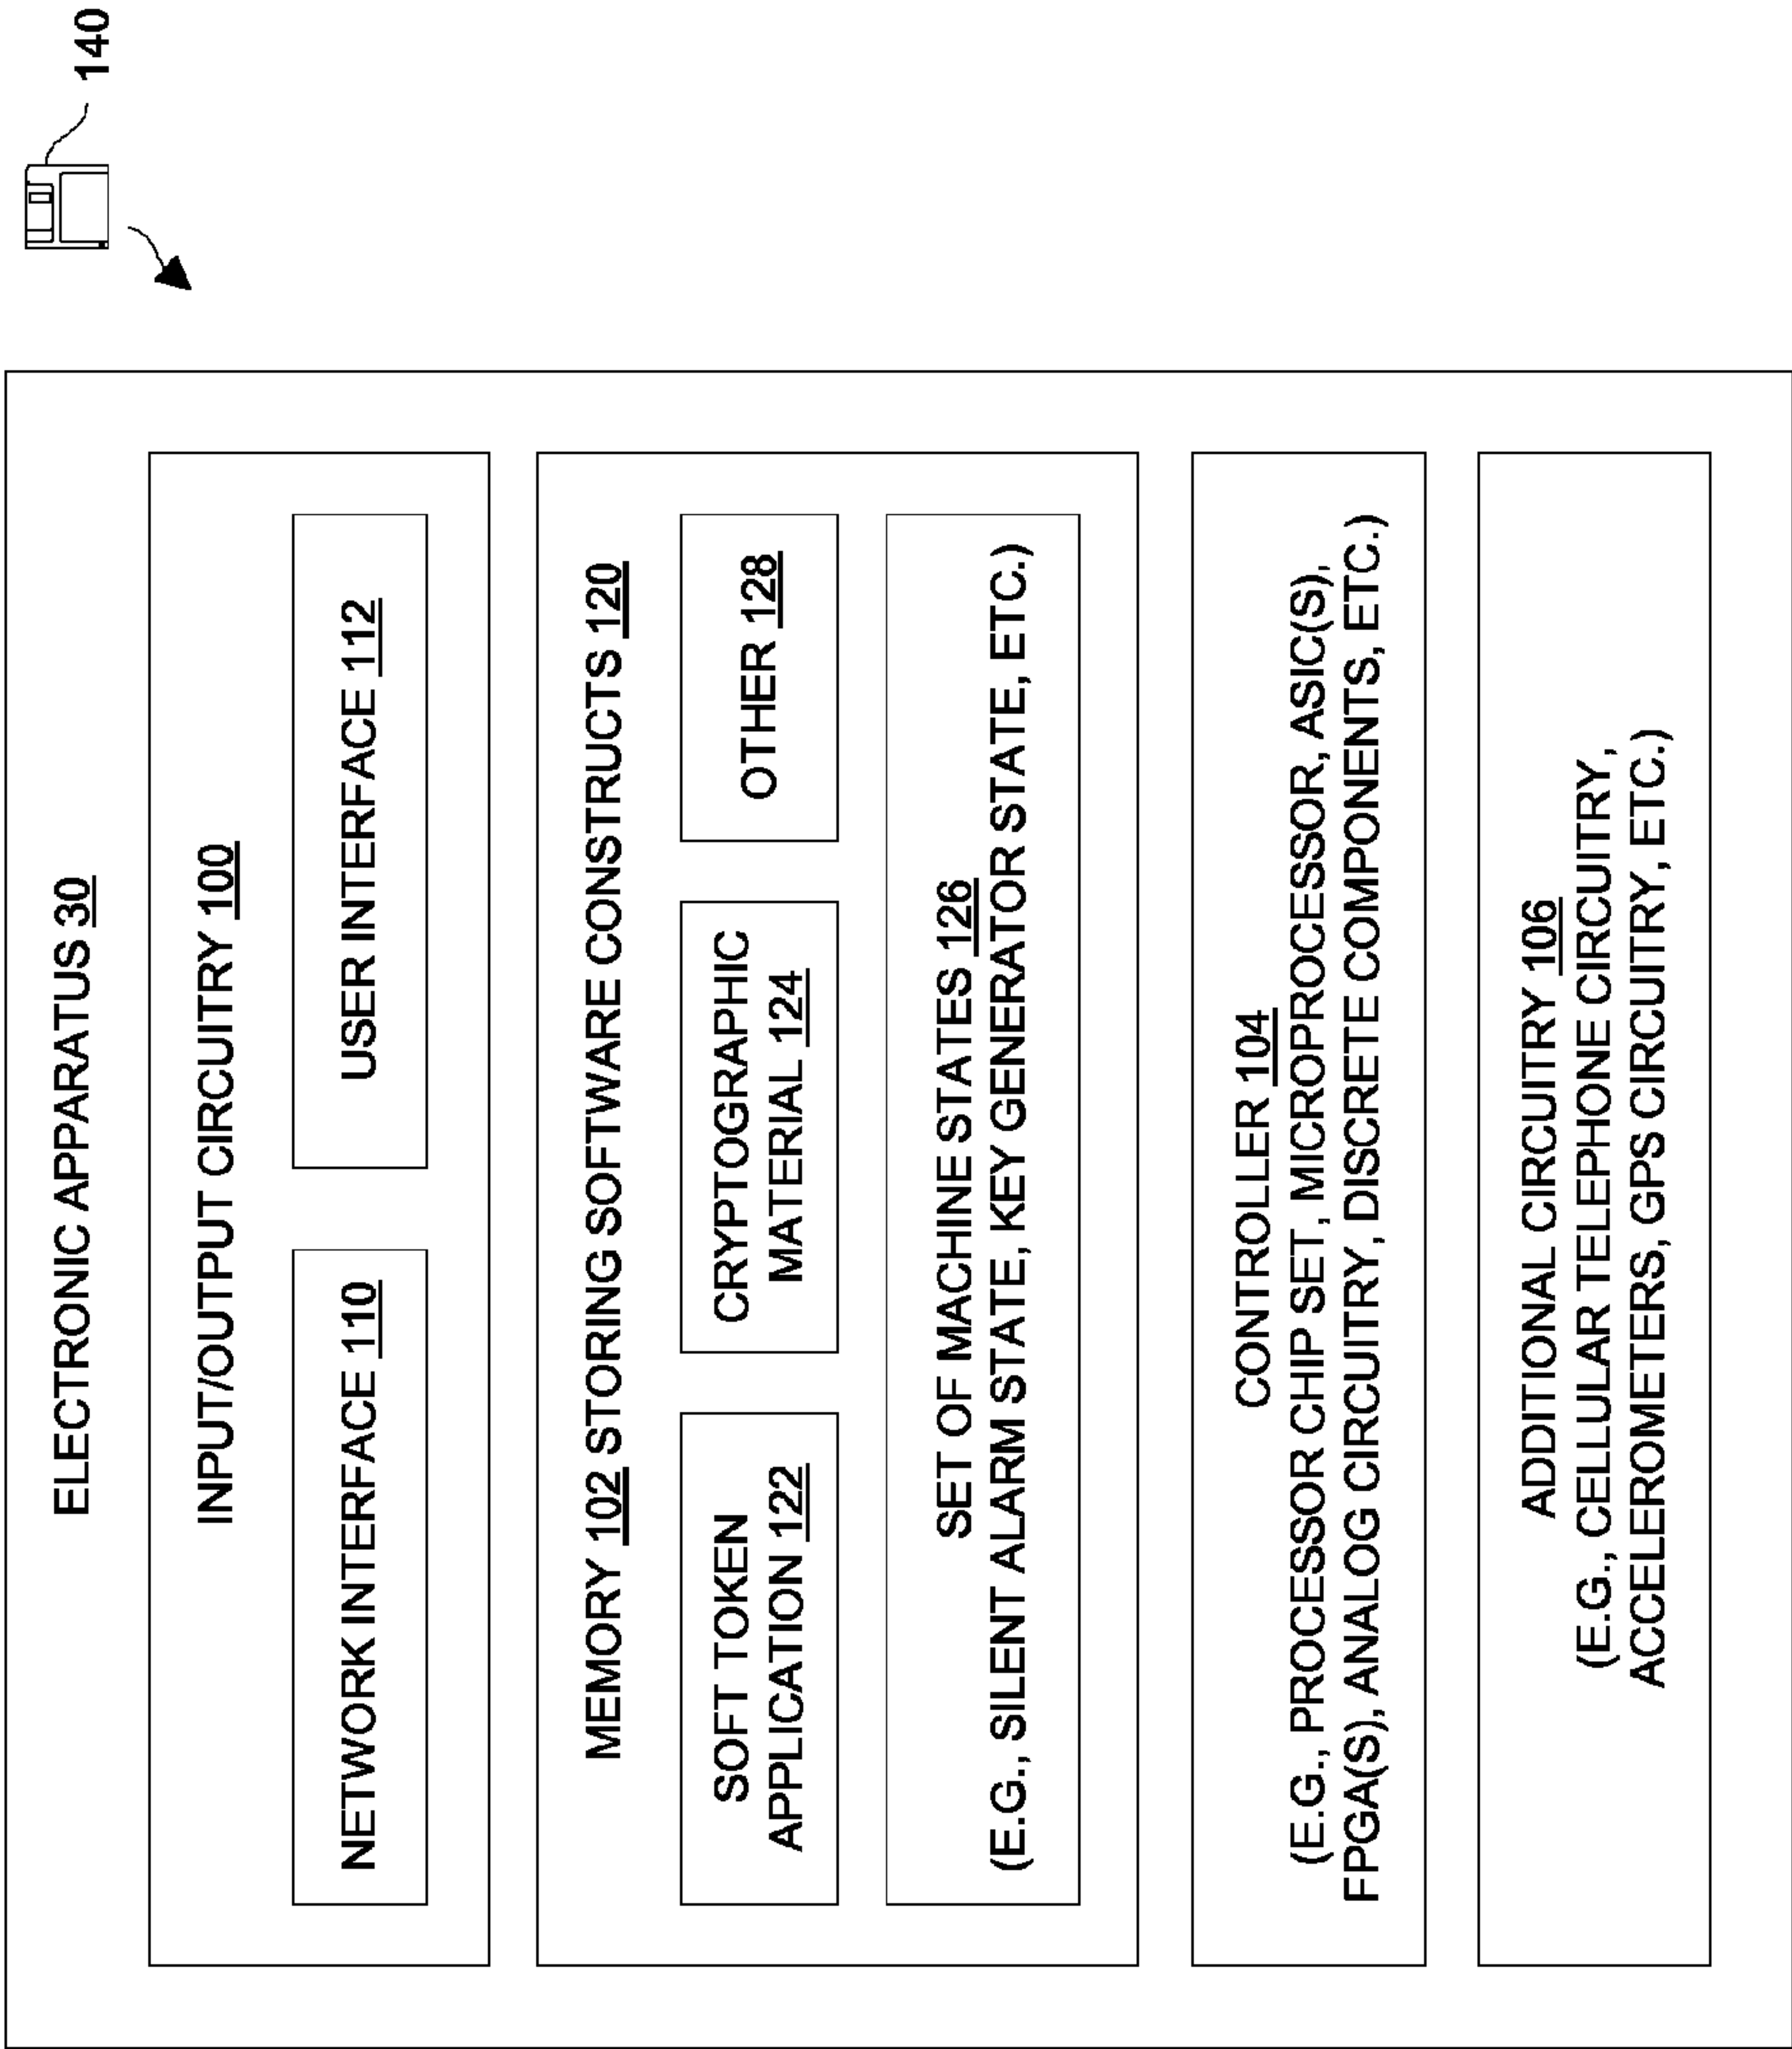 140
ELECTRONIC APPARATUS 30
INPUT/OUTPUT CIRCUITRY 100
NETWORK INTERFACE 110
USER INTERFACE 112
MEMORY 102 STORING SOFTWARE CONSTRUCTS 120
SOFT TOKEN
APPLICATION 122
CRYPTOGRAPHIC
MATERIAL 124
OTHER 128
SET OF MACHINE STATES 126
(E.G., SILENT ALARM STATE, KEY GENERATOR STATE, ETC.)
CONTROLLER 104
(E.G., PROCESSOR CHIP SET, MICROPROCESSOR, ASIC(S),
FPGA(S), ANALOG CIRCUITRY, DISCRETE COMPONENTS, ETC.)
ADDITIONAL CIRCUITRY 106
(E.G., CELLULAR TELEPHONE CIRCUITRY,
ACCELEROMETERS, GPS CIRCUITRY, ETC.)